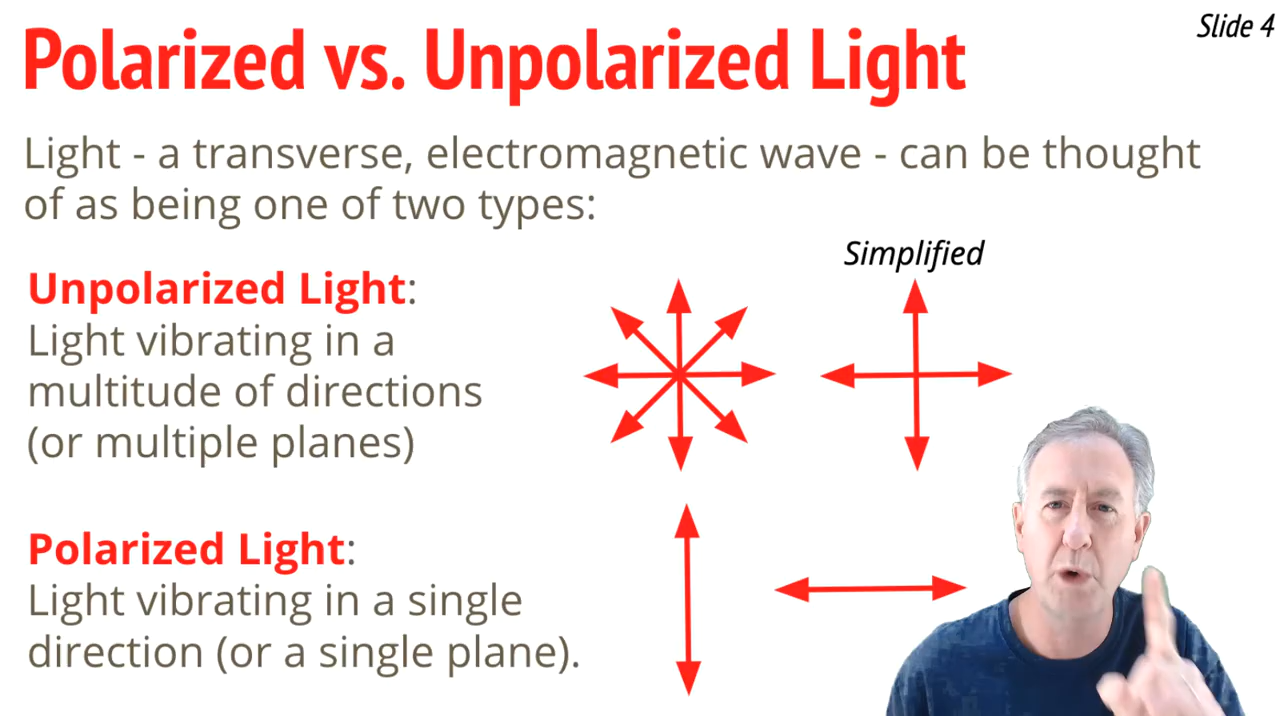 Slide 4
Polarized vs. Unpolarized Light
Light - a transverse, electromagnetic wave - can be thought
of as being one of two types:
Simplified
Unpolarized Light:
Light vibrating in a
multitude of directions
(or multiple planes)
Polarized Light:
Light vibrating in a single
direction (or a single plane).